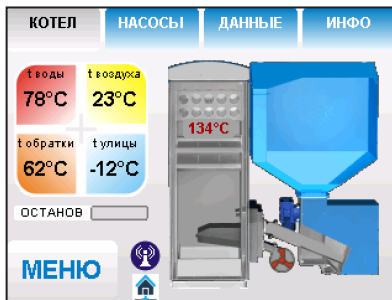 КОТЕЛ НАСОСЫ ДАННЫЕ ИНФО
t воды t воздуха
78°C 23°C
134°C
t обратки t улицы
62°C -12°C
ОСТАНОВ
МЕНЮ